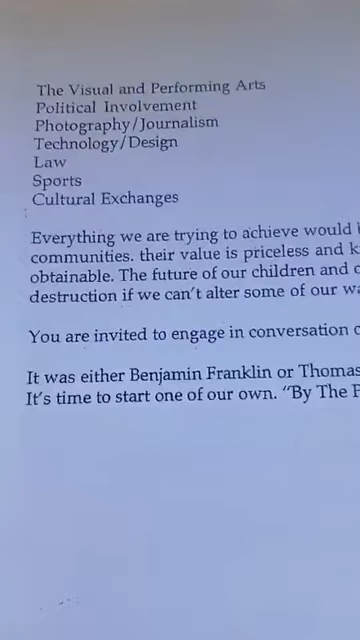 The Visual and Performing Arts
Political Involvement
Photography/Journalism
Technology/Design
Law
Sports
Cultural Exchanges
Everything we are trying to achieve would
communities. their value is priceless and
obtainable. The future of our children and
destruction if we can't alter some of our
You are invited to engage in conversation
It was either Benjamin Franklin or Thomas
It's time to start one of our own. "By The